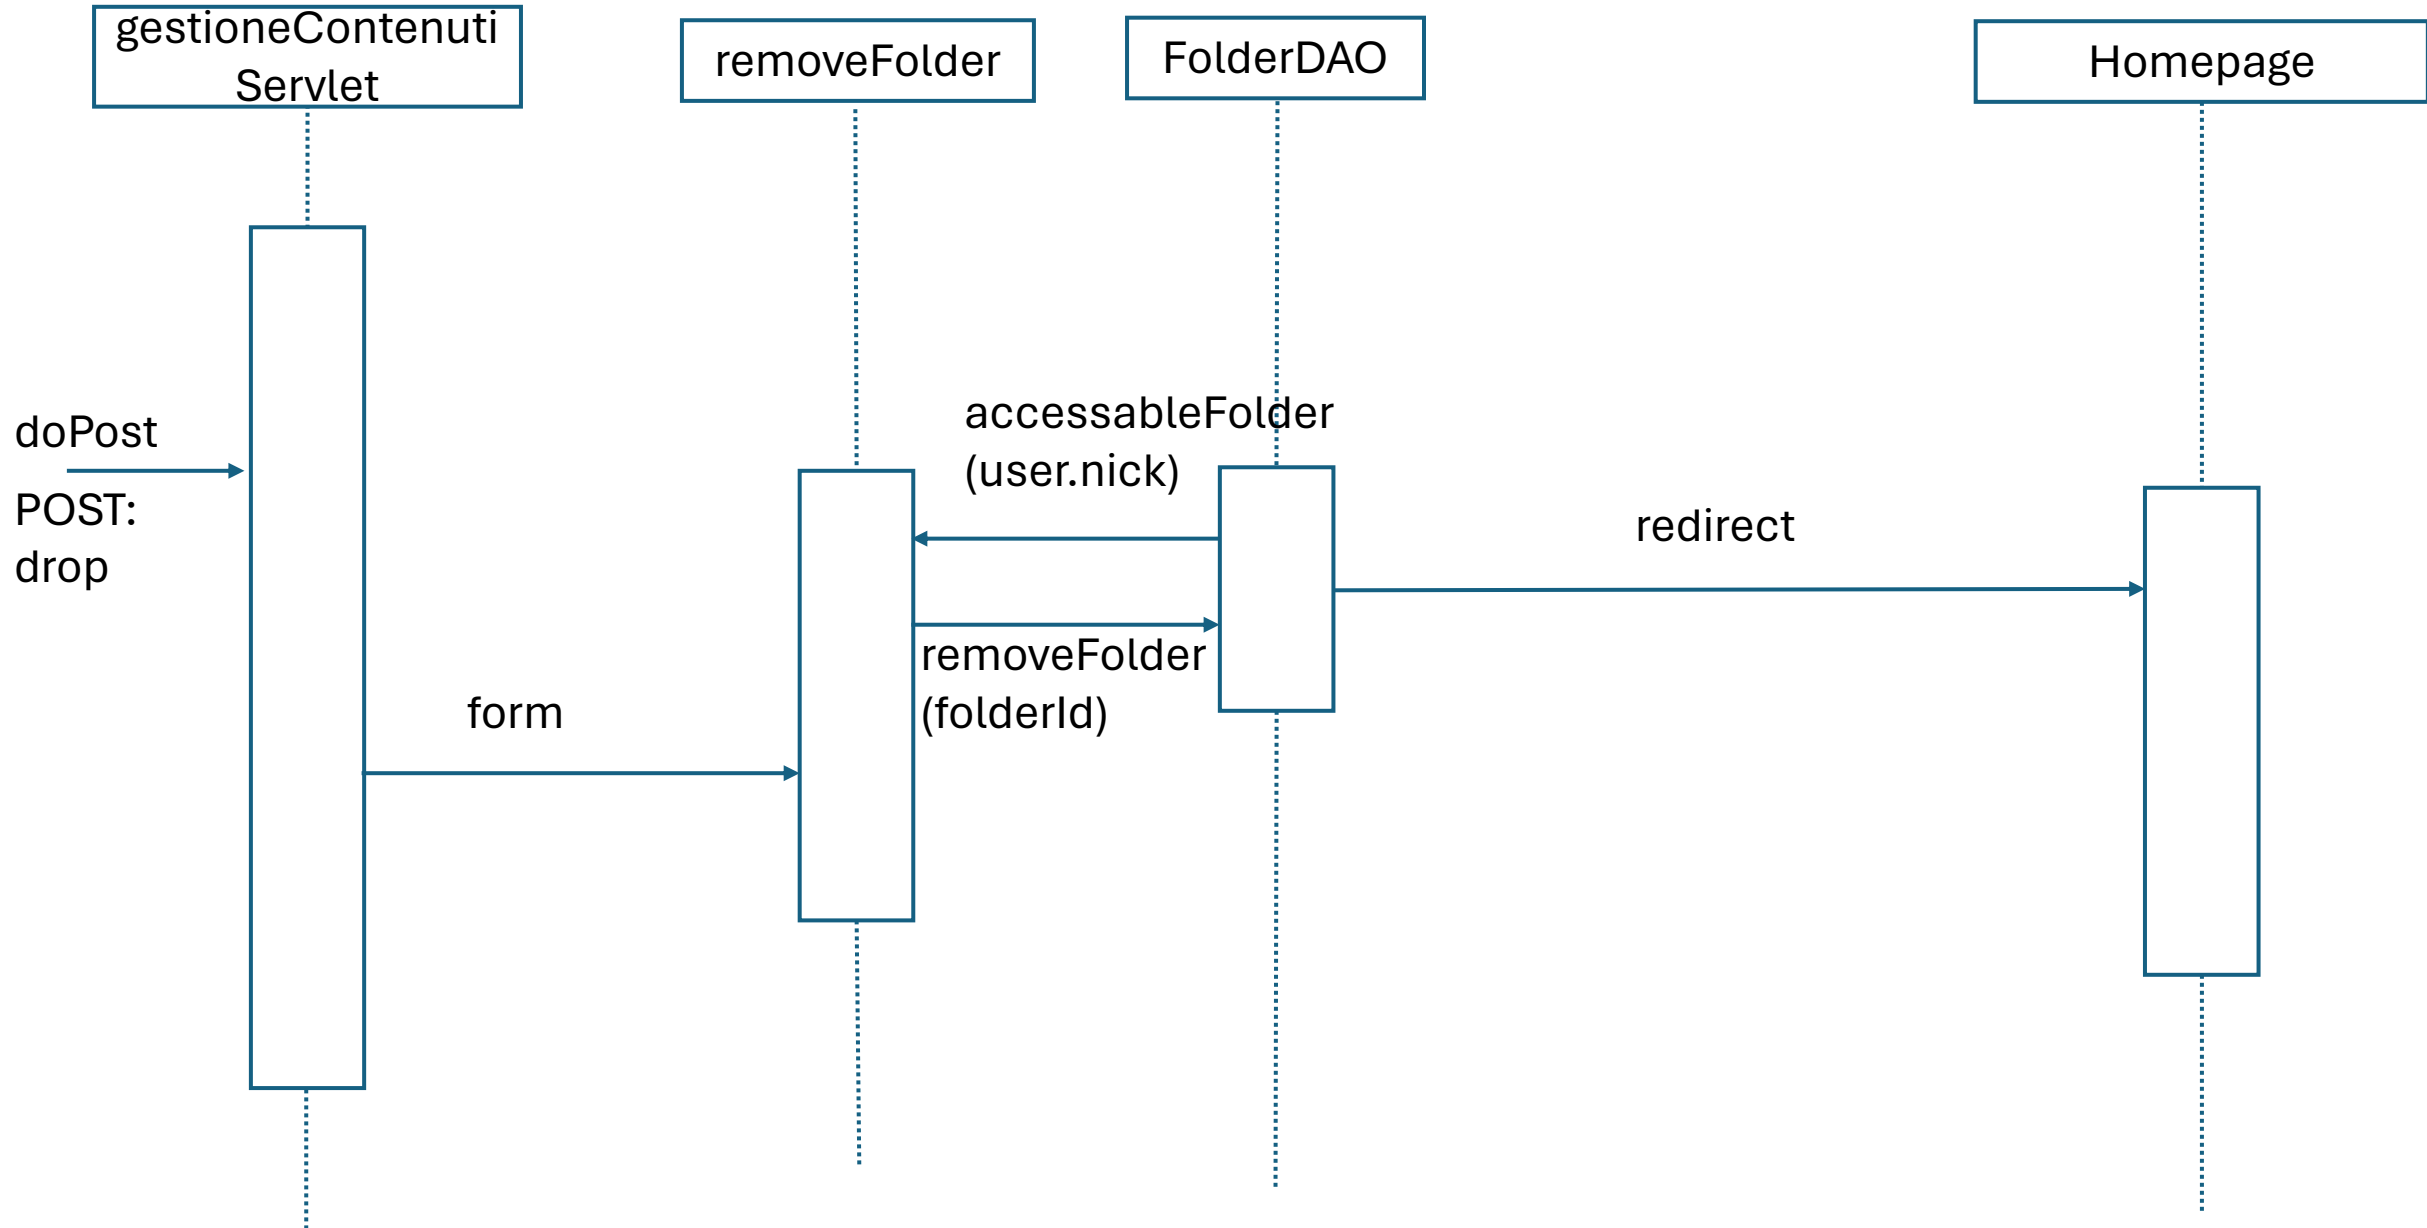 gestioneContenuti
Servlet
removeFolder
FolderDAO
Homepage
doPost
POST:
drop
accessableFolder
(user.nick)
redirect
removeFolder
(folderId)
form